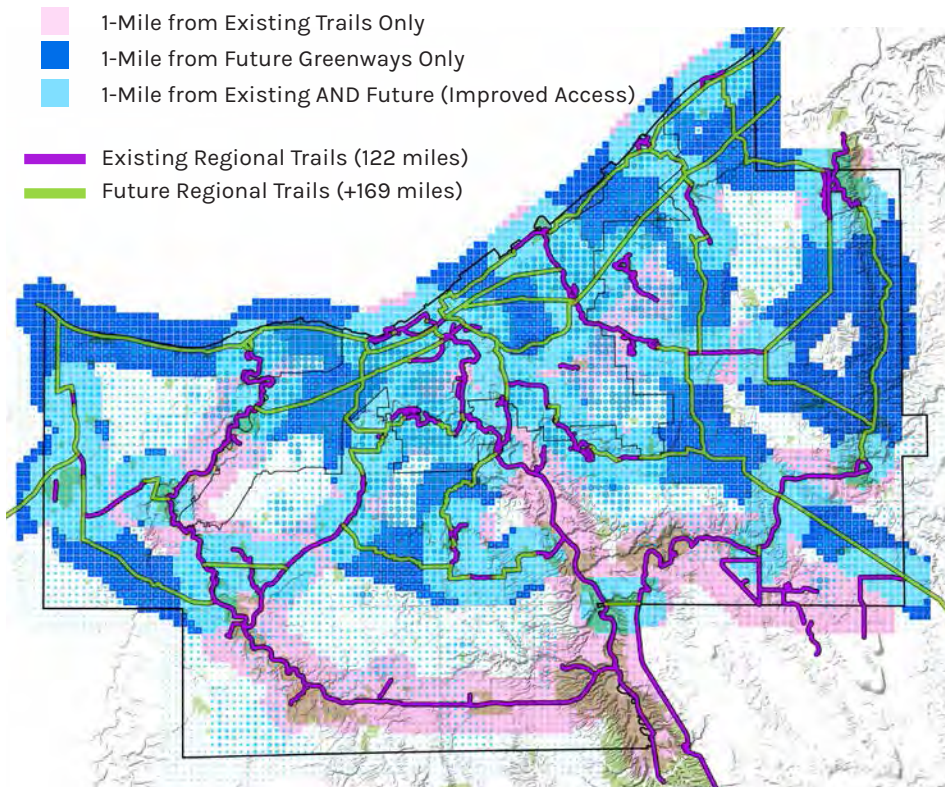 1-Mile from Existing Trails Only
1-Mile from Future Greenways Only
1-Mile from Existing AND Future (Improved Access)
Existing Regional Trails (122 miles)
Future Regional Trails (+169 miles)